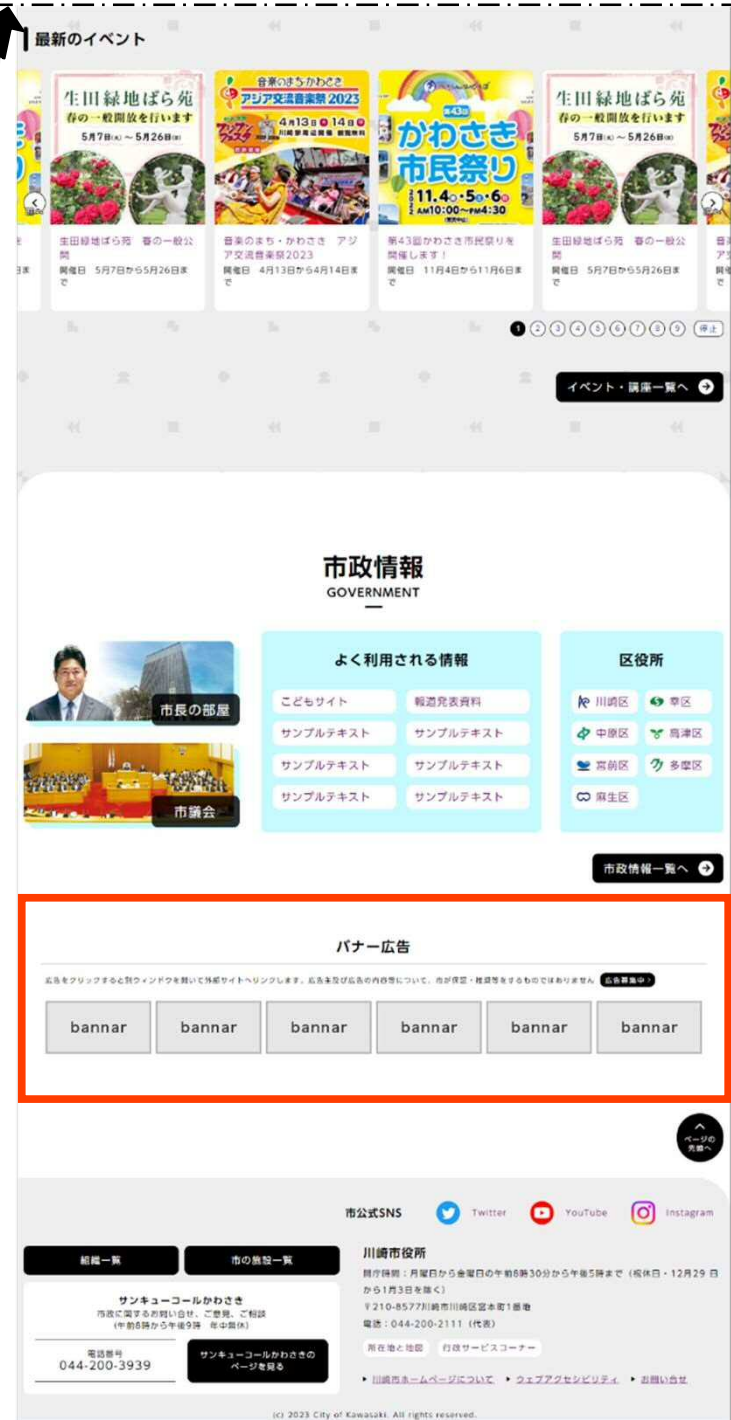 最新のイベント
生田緑地ばら苑
春の一般開放を行います
5月7日(火) ～ 5月26日(日)
音楽のまちかわさき
アジア交流音楽祭 2023
4月13日 14日
川崎駅周辺開催 観覧無料
第43回
かわさき
市民祭り
2022 11.4・5・6
AM10:00～PM4:30
生田緑地ばら苑
春の一般開放を行います
5月7日(火) ～ 5月26日(日)
生田緑地ばら苑 春の一般公開
開催日 5月7日から5月26日まで
音楽のまち・かわさき アジア交流音楽祭2023
開催日 4月13日から4月14日まで
第43回かわさき市民祭りを開催します！
開催日 11月4日から11月6日まで
生田緑地ばら苑 春の一般公開
開催日 5月7日から5月26日まで
1 2 3 4 5 6 7 8 9 停止
イベント・講座一覧へ
市政情報
GOVERNMENT
市長の部屋
市議会
よく利用される情報
こどもサイト 報道発表資料
サンプルテキスト サンプルテキスト
サンプルテキスト サンプルテキスト
サンプルテキスト サンプルテキスト
区役所
川崎区 幸区
中原区 高津区
宮前区 多摩区
麻生区
市政情報一覧へ
バナー広告
広告をクリックすると別ウィンドウを開いて外部サイトへリンクします。広告主及び広告の内容等について、市が保証・推奨等をするものではありません 広告募集中
bannar bannar bannar bannar bannar bannar
ページの
先頭へ
市公式SNS Twitter YouTube Instagram
組織一覧 市の施設一覧
サンキューコールかわさき
市政に関するお問い合せ、ご意見、ご相談
(午前8時から午後9時 年中無休)
電話番号
044-200-3939
サンキューコールかわさきの
ページを見る
川崎市役所
開庁時間：月曜日から金曜日の午前8時30分から午後5時まで（祝休日・12月29日
から1月3日を除く）
〒210-8577川崎市川崎区宮本町1番地
電話：044-200-2111（代表）
所在地と地図 行政サービスコーナー
川崎市ホームページについて ウェブアクセシビリティ お問い合せ
(c) 2023 City of Kawasaki. All rights reserved.